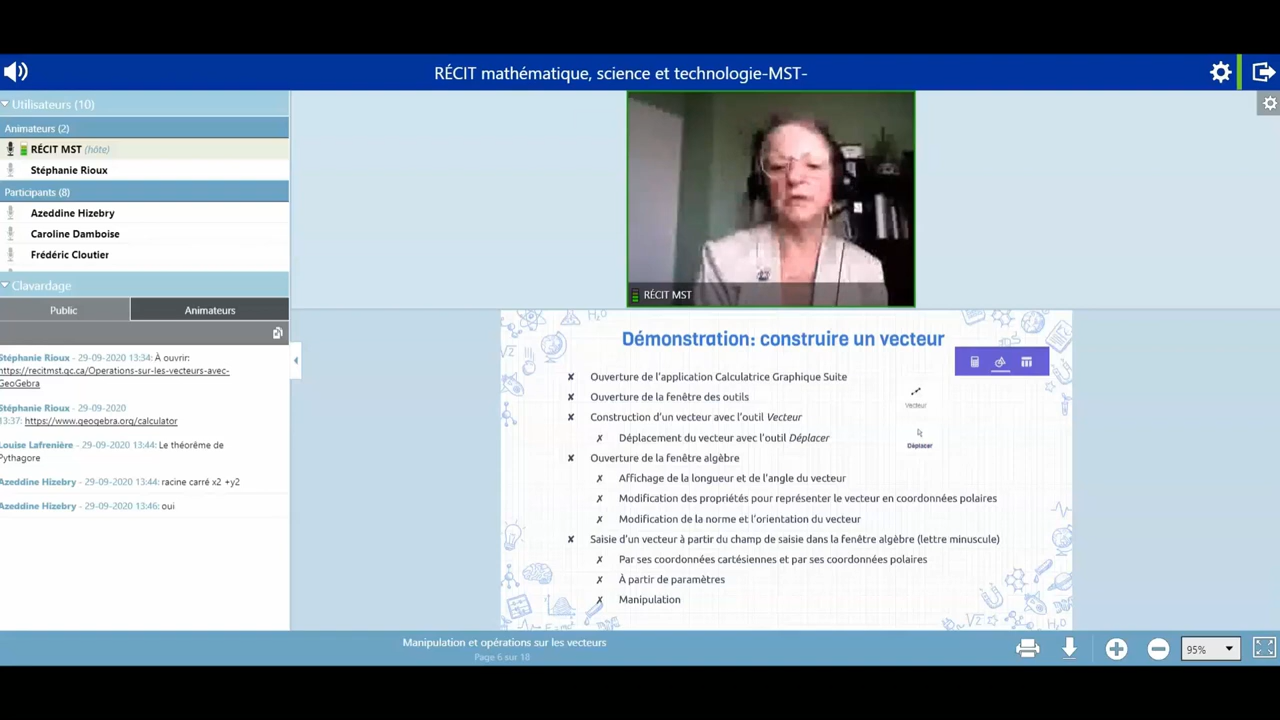 RÉCIT mathématique, science et technologie-MST-
Utilisateurs (10)
Animateurs (2)
RÉCIT MST (hôte)
Stéphanie Rioux
Participants (8)
Azeddine Hizebry
Caroline Damboise
Frédéric Cloutier
Clavardage
Public
Animateurs
Stéphanie Rioux - 29-09-2020 13:34: À ouvrir:
https://recitmst.qc.ca/Operations-sur-les-vecteurs-avec-
GeoGebra
Stéphanie Rioux - 29-09-2020
13:37: https://www.geogebra.org/calculator
Louise Lafrenière - 29-09-2020 13:44: Le théorême de
Pythagore
Azeddine Hizebry - 29-09-2020 13:44: racine carré x2 +y2
Azeddine Hizebry - 29-09-2020 13:46: oui
RÉCIT MST
Démonstration: construire un vecteur
✘ Ouverture de l'application Calculatrice Graphique Suite
✘ Ouverture de la fenêtre des outils
✘ Construction d'un vecteur avec l'outil Vecteur
✗ Déplacement du vecteur avec l'outil Déplacer
✘ Ouverture de la fenêtre algèbre
✗ Affichage de la longueur et de l'angle du vecteur
✗ Modification des propriétés pour représenter le vecteur en coordonnées polaires
✗ Modification de la norme et l'orientation du vecteur
✘ Saisie d'un vecteur à partir du champ de saisie dans la fenêtre algèbre (lettre minuscule)
✗ Par ses coordonnées cartésiennes et par ses coordonnées polaires
✗ À partir de paramètres
✗ Manipulation
Vecteur
Déplacer
Manipulation et opérations sur les vecteurs
Page 6 sur 18
95%